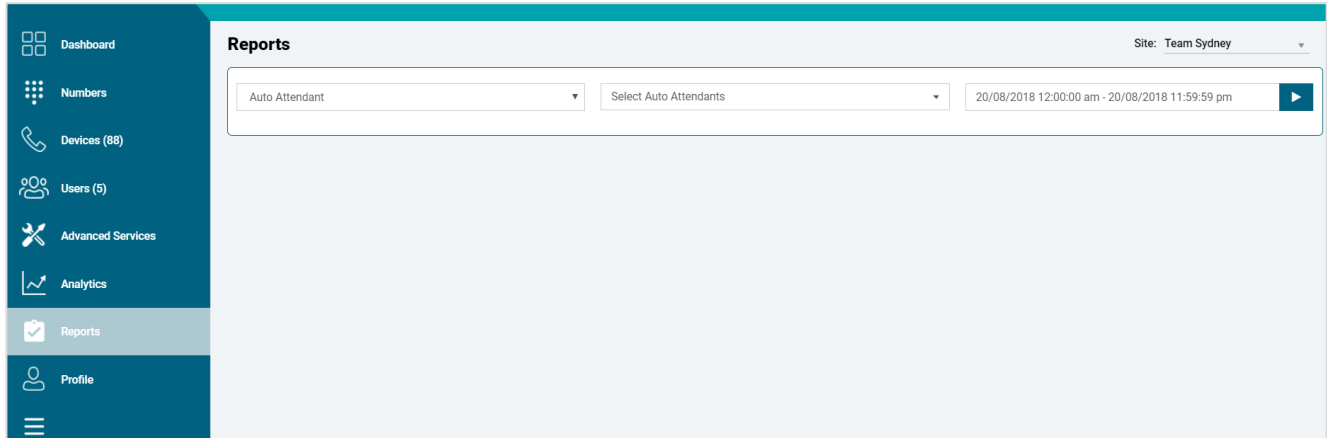 Dashboard
Numbers
Devices (88)
Users (5)
Advanced Services
Analytics
Reports
Profile
Reports
Site: Team Sydney
Auto Attendant
Select Auto Attendants
20/08/2018 12:00:00 am - 20/08/2018 11:59:59 pm